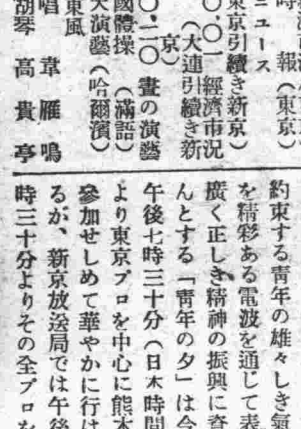 時　報（東京）
ニュース
東京引續き新京）
〇・〇一 經濟市況
（大連引續き新
京）
〇・二〇 晝の演藝
國體操　（滿語）
大演藝（哈爾濱）
東風
唱　韋　雁　鳴
胡琴　高　貴　亭
約束する靑年の雄々しき氣
を精彩ある電波を通じて表
廣く正しき精神の振興に資
んとする「靑年の夕」は今
午後七時三十分（日本時間
より東京プロを中心に熊本
參加せしめて華やかに行は
るが、新京放送局では午後
時三十分よりその全プロを